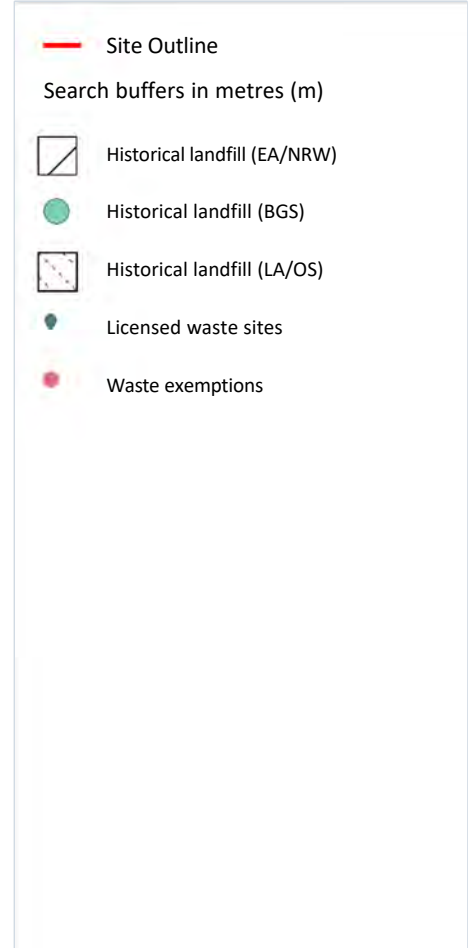 Site Outline
Search buffers in metres (m)
Historical landfill (EA/NRW)
Historical landfill (BGS)
Historical landfill (LA/OS)
Licensed waste sites
Waste exemptions